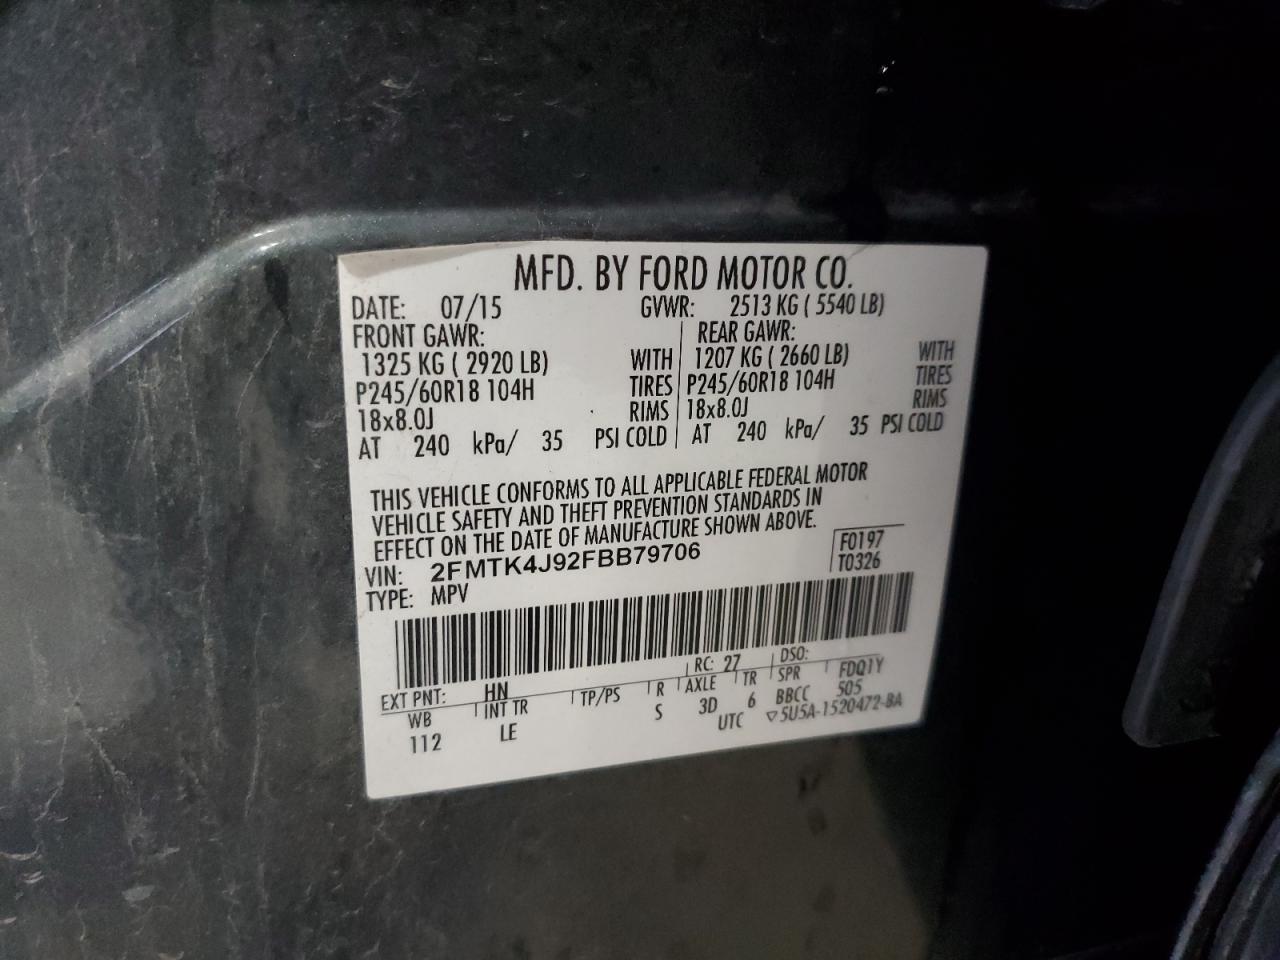 MFD. BY FORD MOTOR CO.
DATE: 07/15 GVWR: 2513 KG ( 5540 LB)
FRONT GAWR: REAR GAWR:
1325 KG ( 2920 LB) WITH 1207 KG ( 2660 LB) WITH
P245/60R18 104H TIRES P245/60R18 104H TIRES
18x8.0J RIMS 18x8.0J RIMS
AT 240 kPa/ 35 PSI COLD AT 240 kPa/ 35 PSI COLD
THIS VEHICLE CONFORMS TO ALL APPLICABLE FEDERAL MOTOR
VEHICLE SAFETY AND THEFT PREVENTION STANDARDS IN
EFFECT ON THE DATE OF MANUFACTURE SHOWN ABOVE.
VIN: 2FMTK4J92FBB79706 F0197
TYPE: MPV T0326
EXT PNT: HN RC: 27 DSO:
WB INT TR TP/PS R AXLE TR SPR FDQ1Y
112 LE S 3D 6 BBCC 505
UTC ▽5U5A-1520472-BA